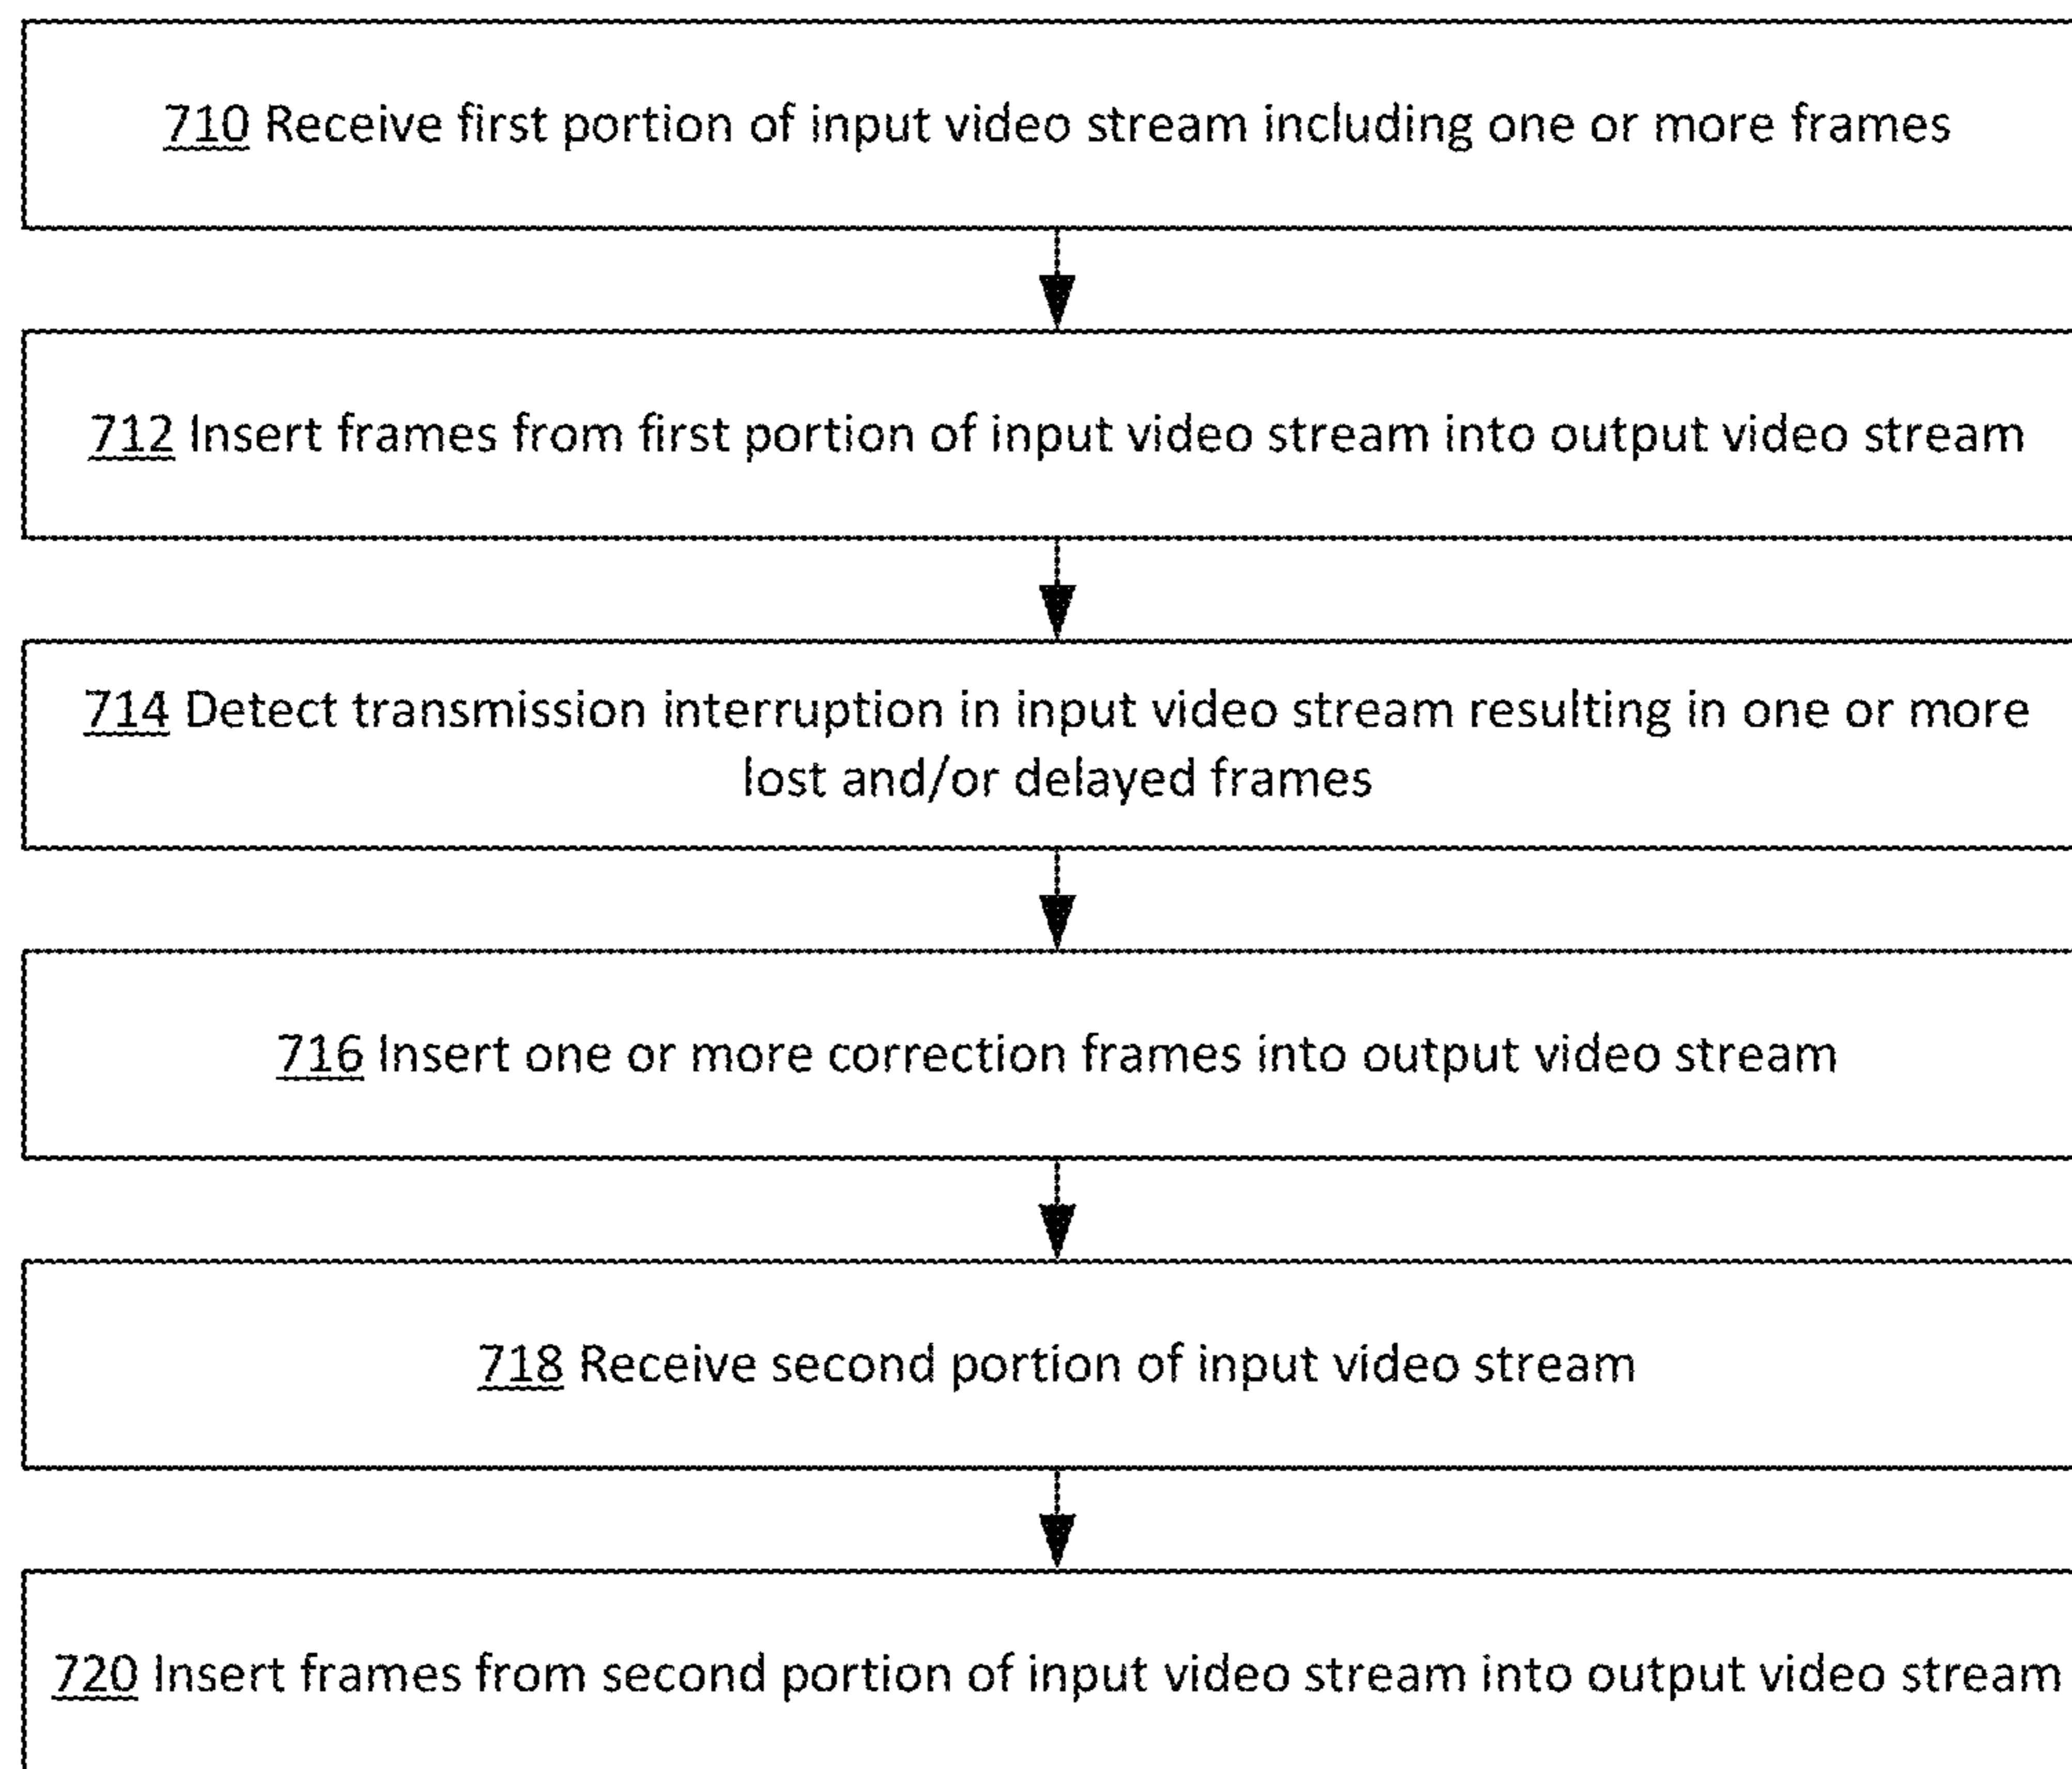 710 Receive first portion of input video stream including one or more frames
712 Insert frames from first portion of input video stream into output video stream
714 Detect transmission interruption in input video stream resulting in one or more
lost and/or delayed frames
716 Insert one or more correction frames into output video stream
718 Receive second portion of input video stream
720 Insert frames from second portion of input video stream into output video stream